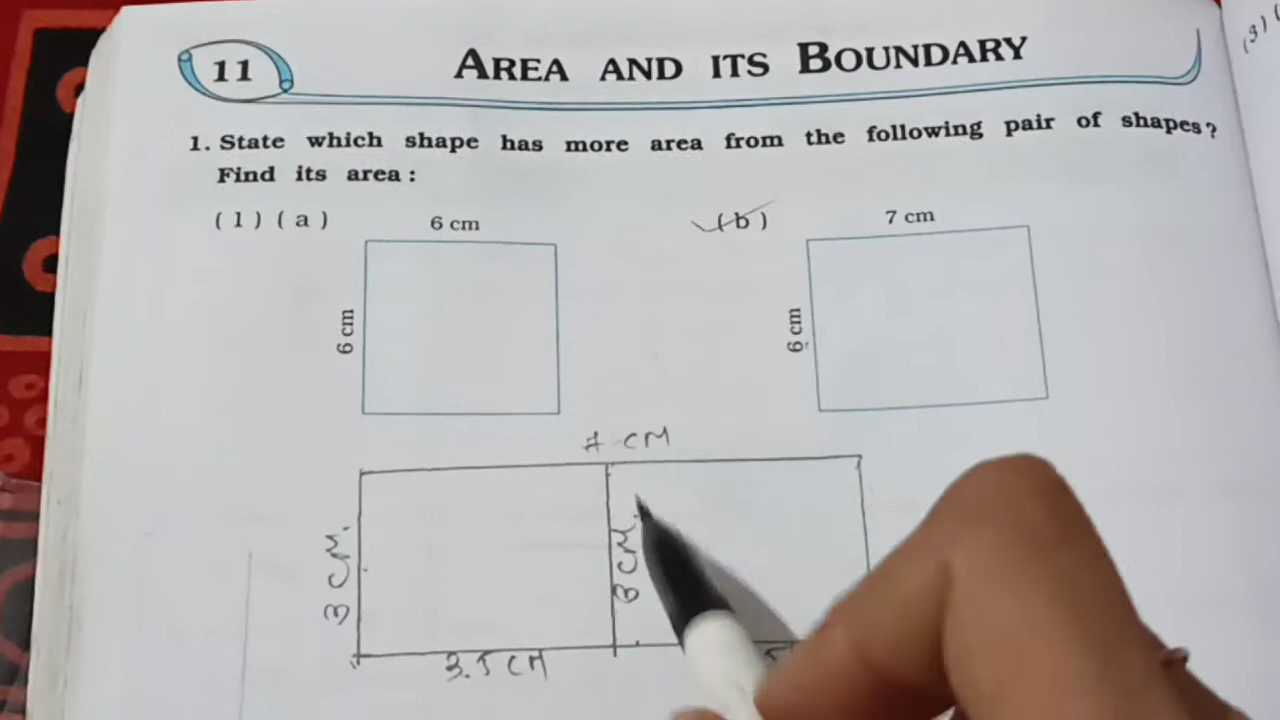 11
AREA AND ITS BOUNDARY
1. State which shape has more area from the following pair of shapes?
Find its area :
(1) (a)
6 cm
6 cm
(b)
7 cm
6 cm
7 CM
3 CM.
3 CM.
3.5 CM
(3)